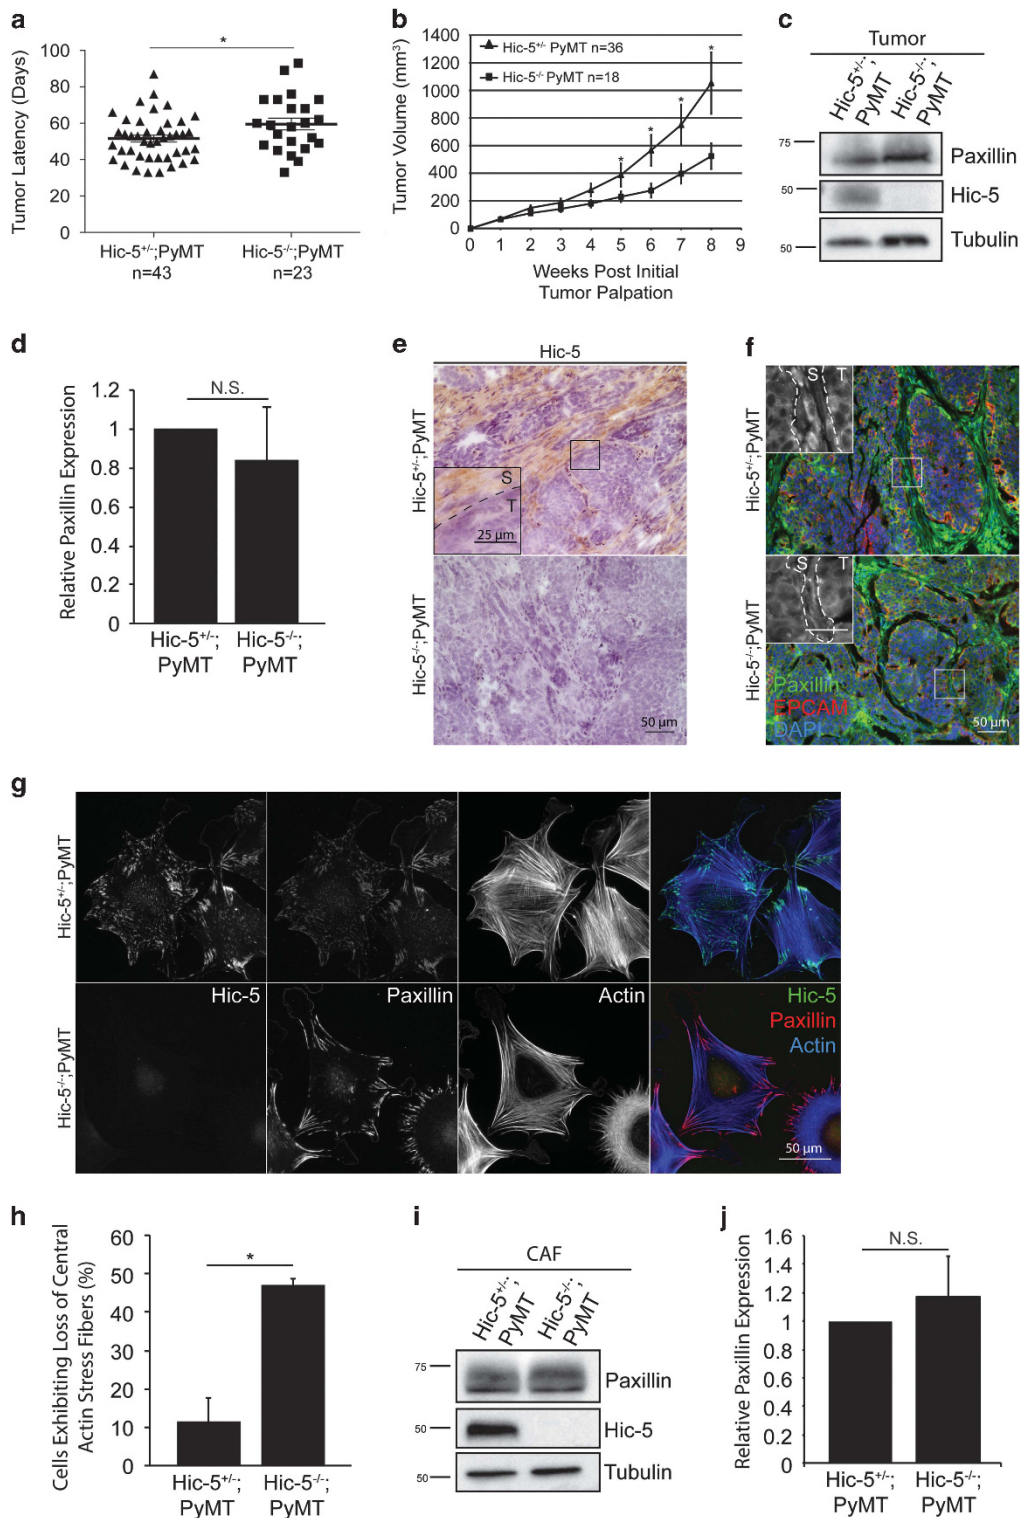 a
*
Tumor Latency (Days)
100
80
60
40
20
0
Hic-5+/-;PyMT
n=43
Hic-5-/-;PyMT
n=23
b
Tumor Volume (mm³)
1400
1200
1000
800
600
400
200
0
Hic-5+/- PyMT n=36
Hic-5-/- PyMT n=18
*
*
*
*
0 1 2 3 4 5 6 7 8 9
Weeks Post Initial
Tumor Palpation
c
Tumor
Hic-5+/-;
PyMT
Hic-5-/-;
PyMT
75
Paxillin
50
Hic-5
50
Tubulin
d
Relative Paxillin Expression
1.2
1
0.8
0.6
0.4
0.2
0
N.S.
Hic-5+/-;
PyMT
Hic-5-/-;
PyMT
e
Hic-5
Hic-5+/-;PyMT
S
T
25 µm
Hic-5-/-;PyMT
50 µm
f
Hic-5+/-;PyMT
S T
Hic-5-/-;PyMT
S T
Paxillin
EPCAM
DAPI
50 µm
g
Hic-5+/-;PyMT
Hic-5-/-;PyMT
Hic-5
Paxillin
Actin
Hic-5
Paxillin
Actin
50 µm
h
Cells Exhibiting Loss of Central
Actin Stress Fibers (%)
60
50
40
30
20
10
0
*
Hic-5+/-;
PyMT
Hic-5-/-;
PyMT
i
CAF
Hic-5+/-;
PyMT
Hic-5-/-;
PyMT
75
Paxillin
50
Hic-5
50
Tubulin
j
Relative Paxillin Expression
1.6
1.4
1.2
1
0.8
0.6
0.4
0.2
0
N.S.
Hic-5+/-;
PyMT
Hic-5-/-;
PyMT